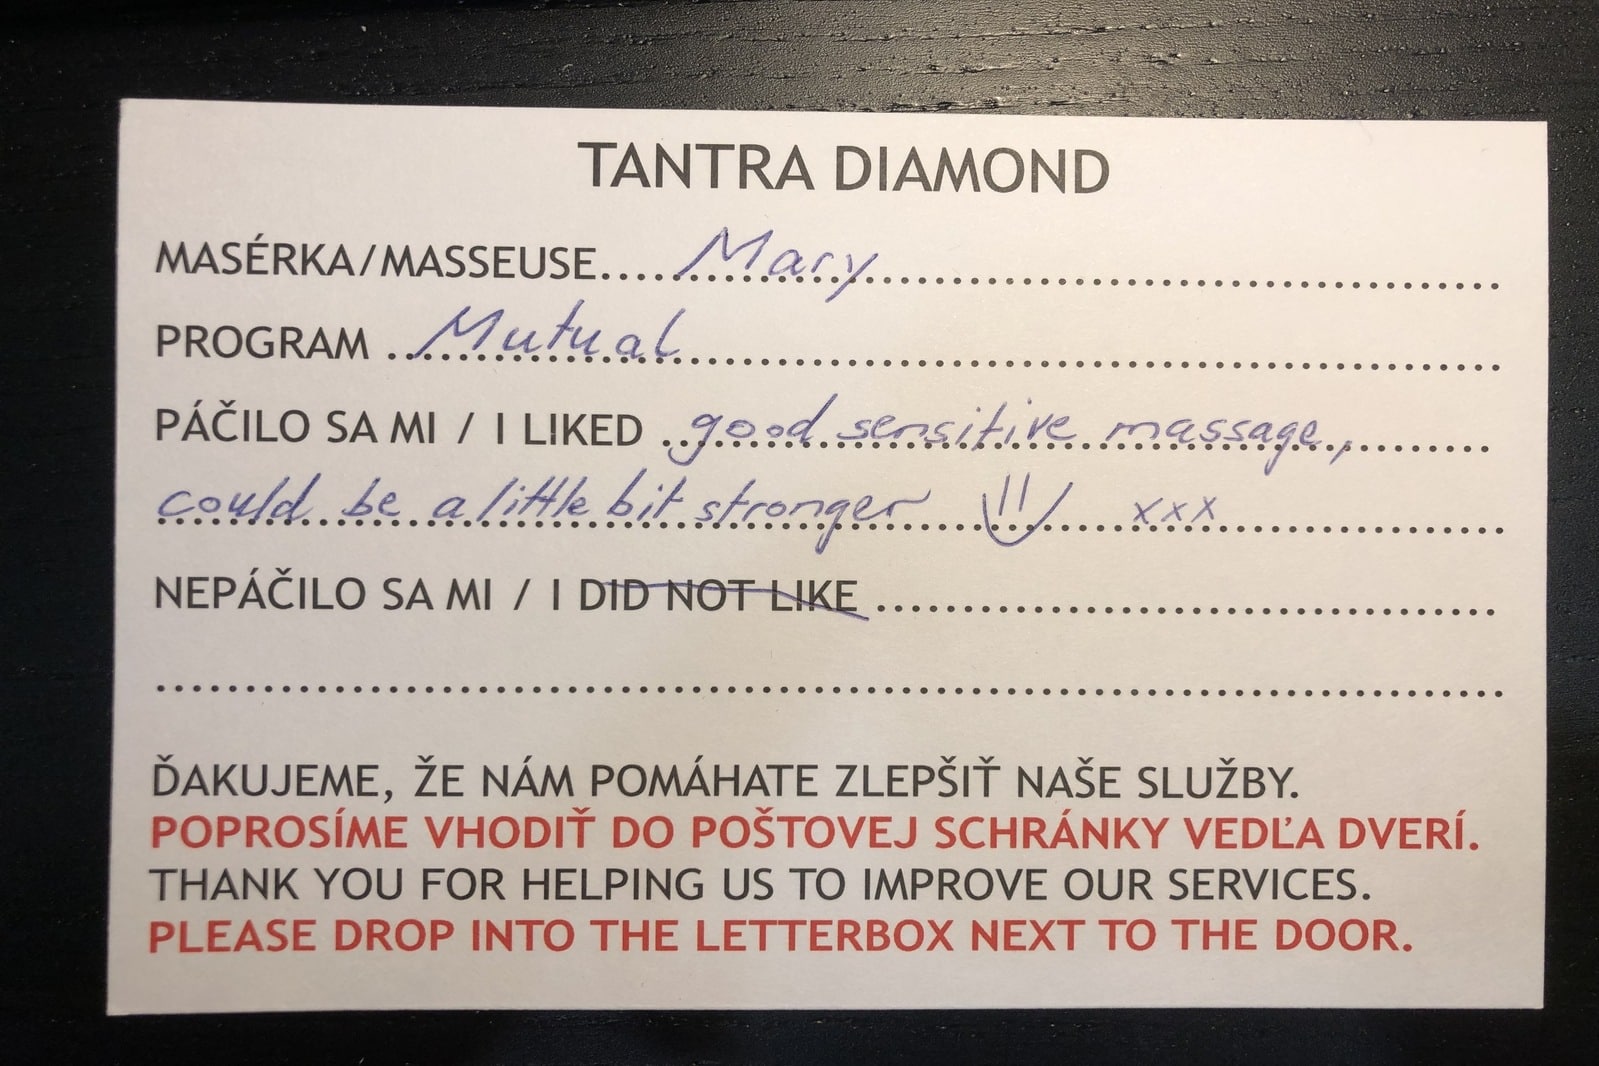 TANTRA DIAMOND
MASÉRKA/MASSEUSE.... Mary ....................
PROGRAM .. Mutual ....................
PÁČILO SA MI / I LIKED .. good sensitive massage, ........
could be a little bit stronger ..... xxx ....................
NEPÁČILO SA MI / I DID NOT LIKE ....................
....................
ĎAKUJEME, ŽE NÁM POMÁHATE ZLEPŠIŤ NAŠE SLUŽBY.
POPROSÍME VHODIŤ DO POŠTOVEJ SCHRÁNKY VEDĽA DVERÍ.
THANK YOU FOR HELPING US TO IMPROVE OUR SERVICES.
PLEASE DROP INTO THE LETTERBOX NEXT TO THE DOOR.